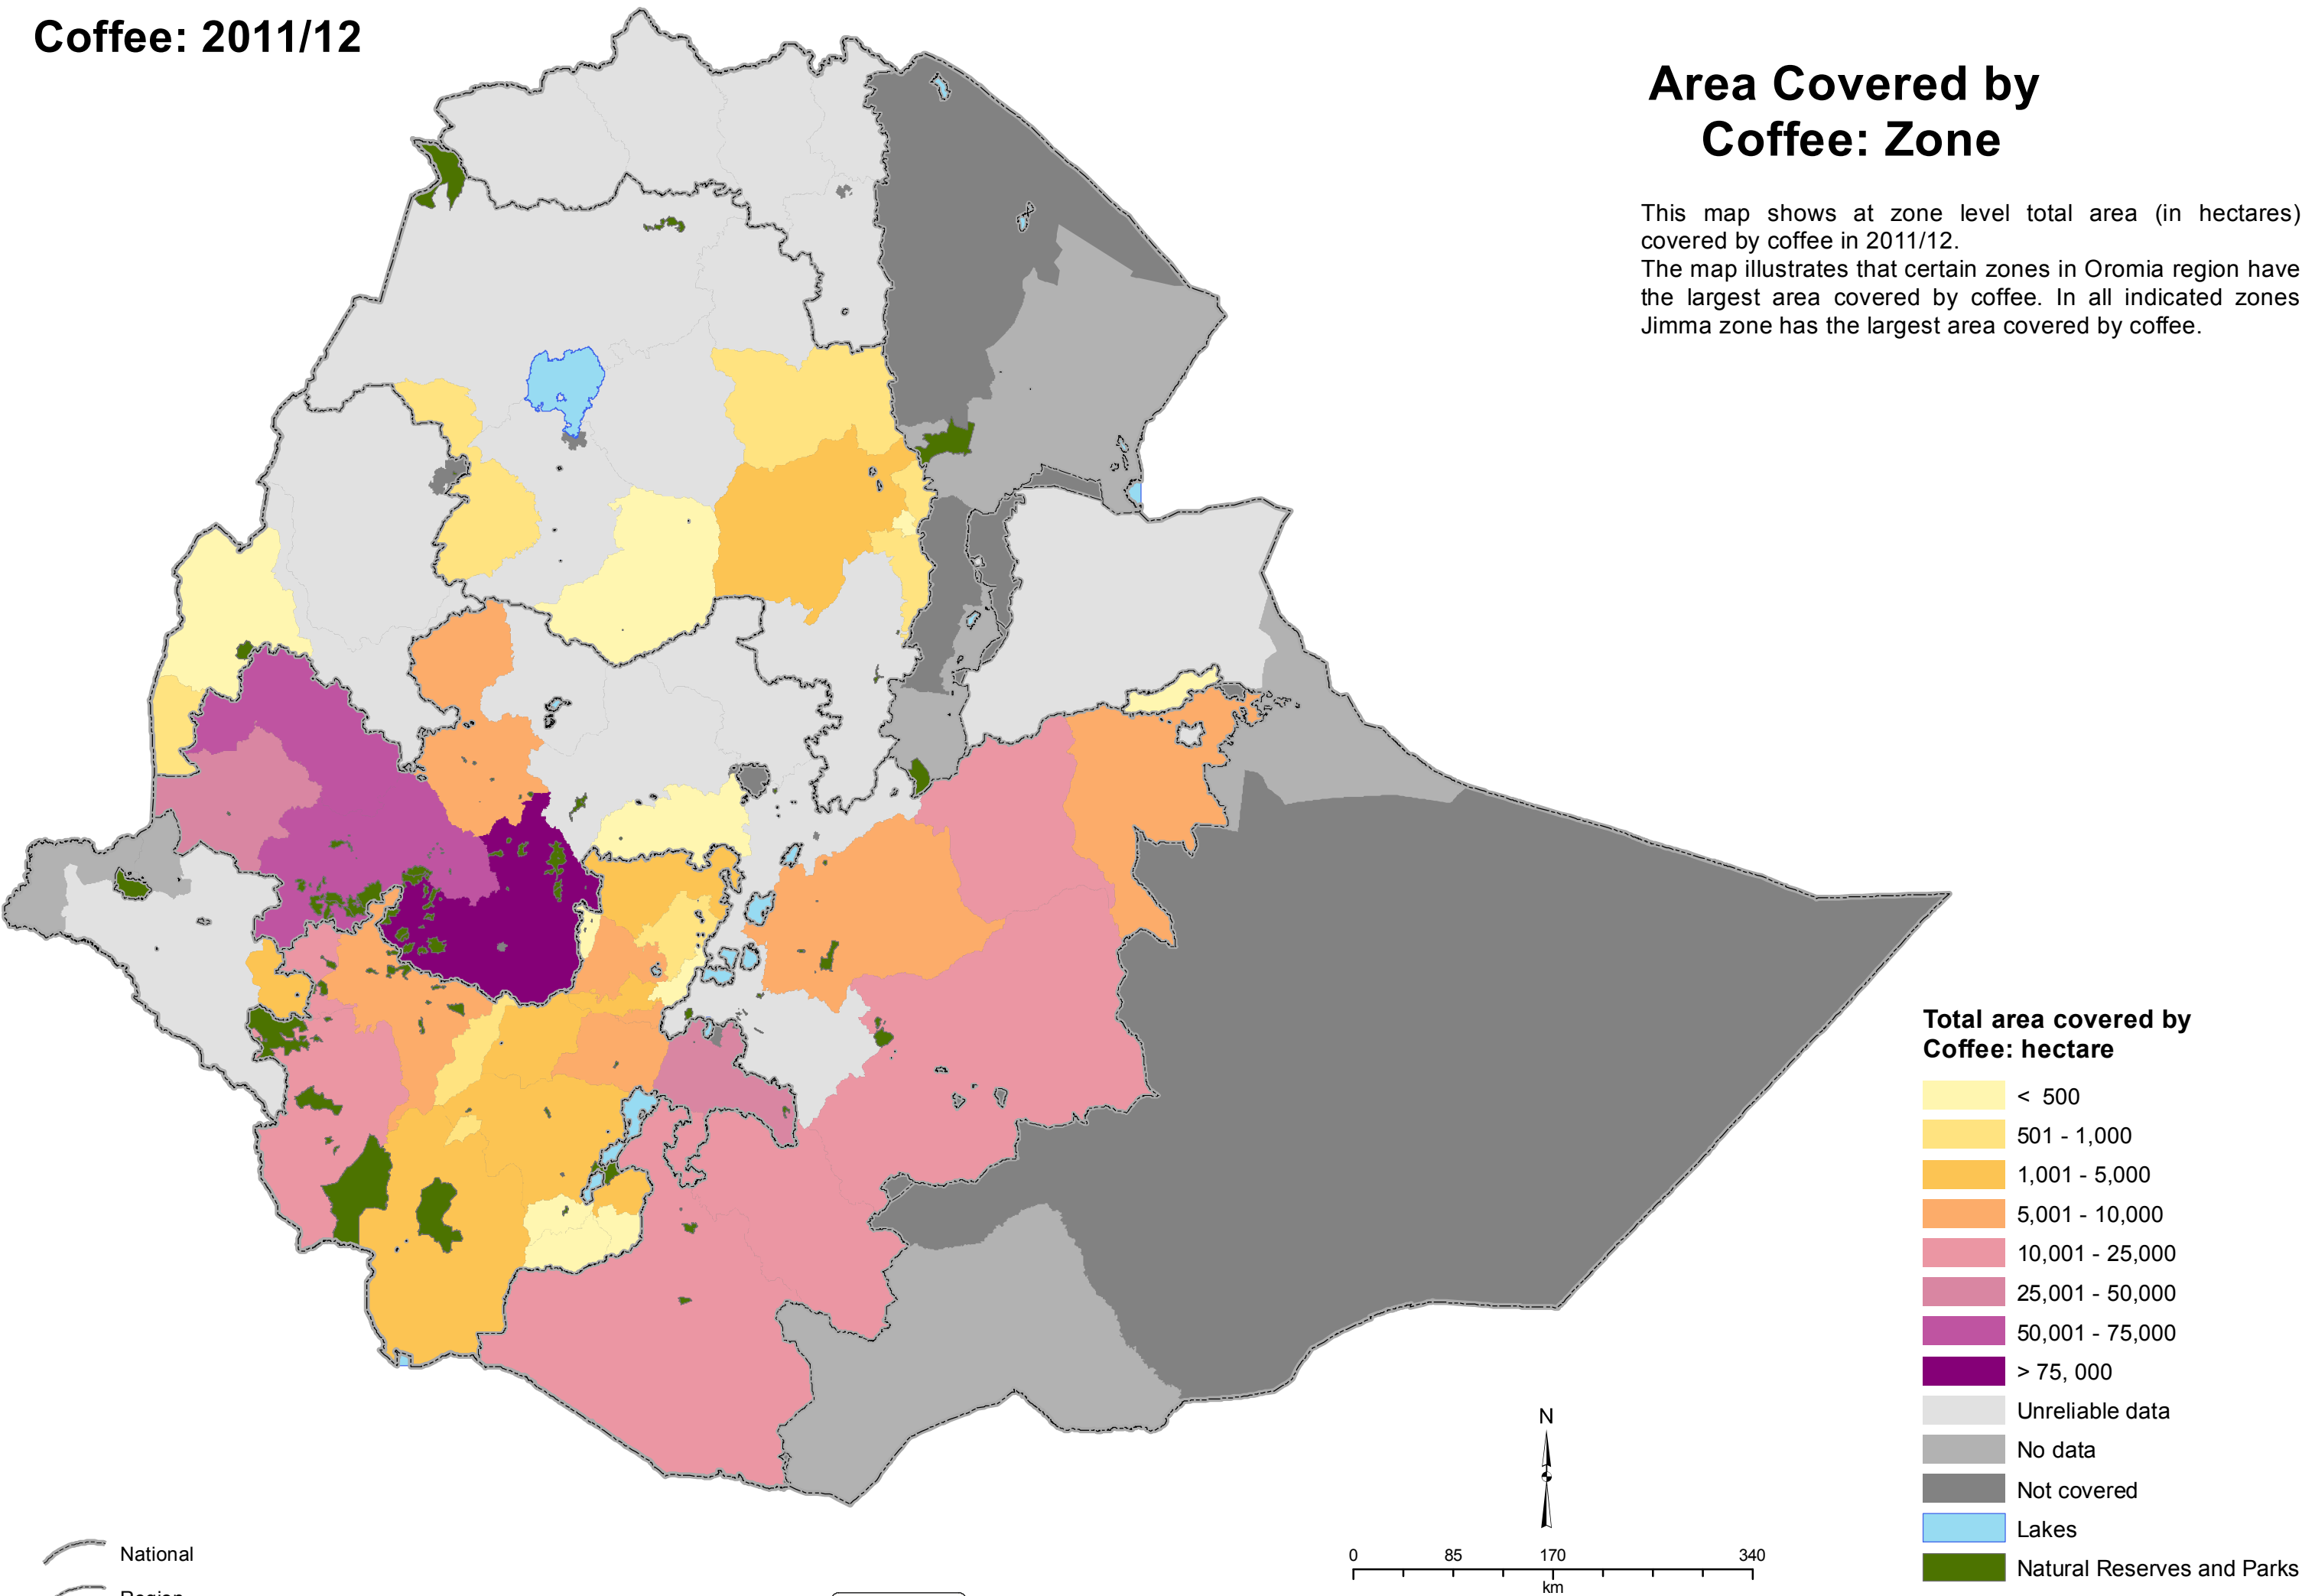 Coffee: 2011/12
Area Covered by
Coffee: Zone
This map shows at zone level total area (in hectares)
covered by coffee in 2011/12.
The map illustrates that certain zones in Oromia region have
the largest area covered by coffee. In all indicated zones
Jimma zone has the largest area covered by coffee.
Total area covered by
Coffee: hectare
< 500
501 - 1,000
1,001 - 5,000
5,001 - 10,000
10,001 - 25,000
25,001 - 50,000
50,001 - 75,000
> 75, 000
Unreliable data
No data
Not covered
Lakes
Natural Reserves and Parks
N
0 85 170 340
km
National